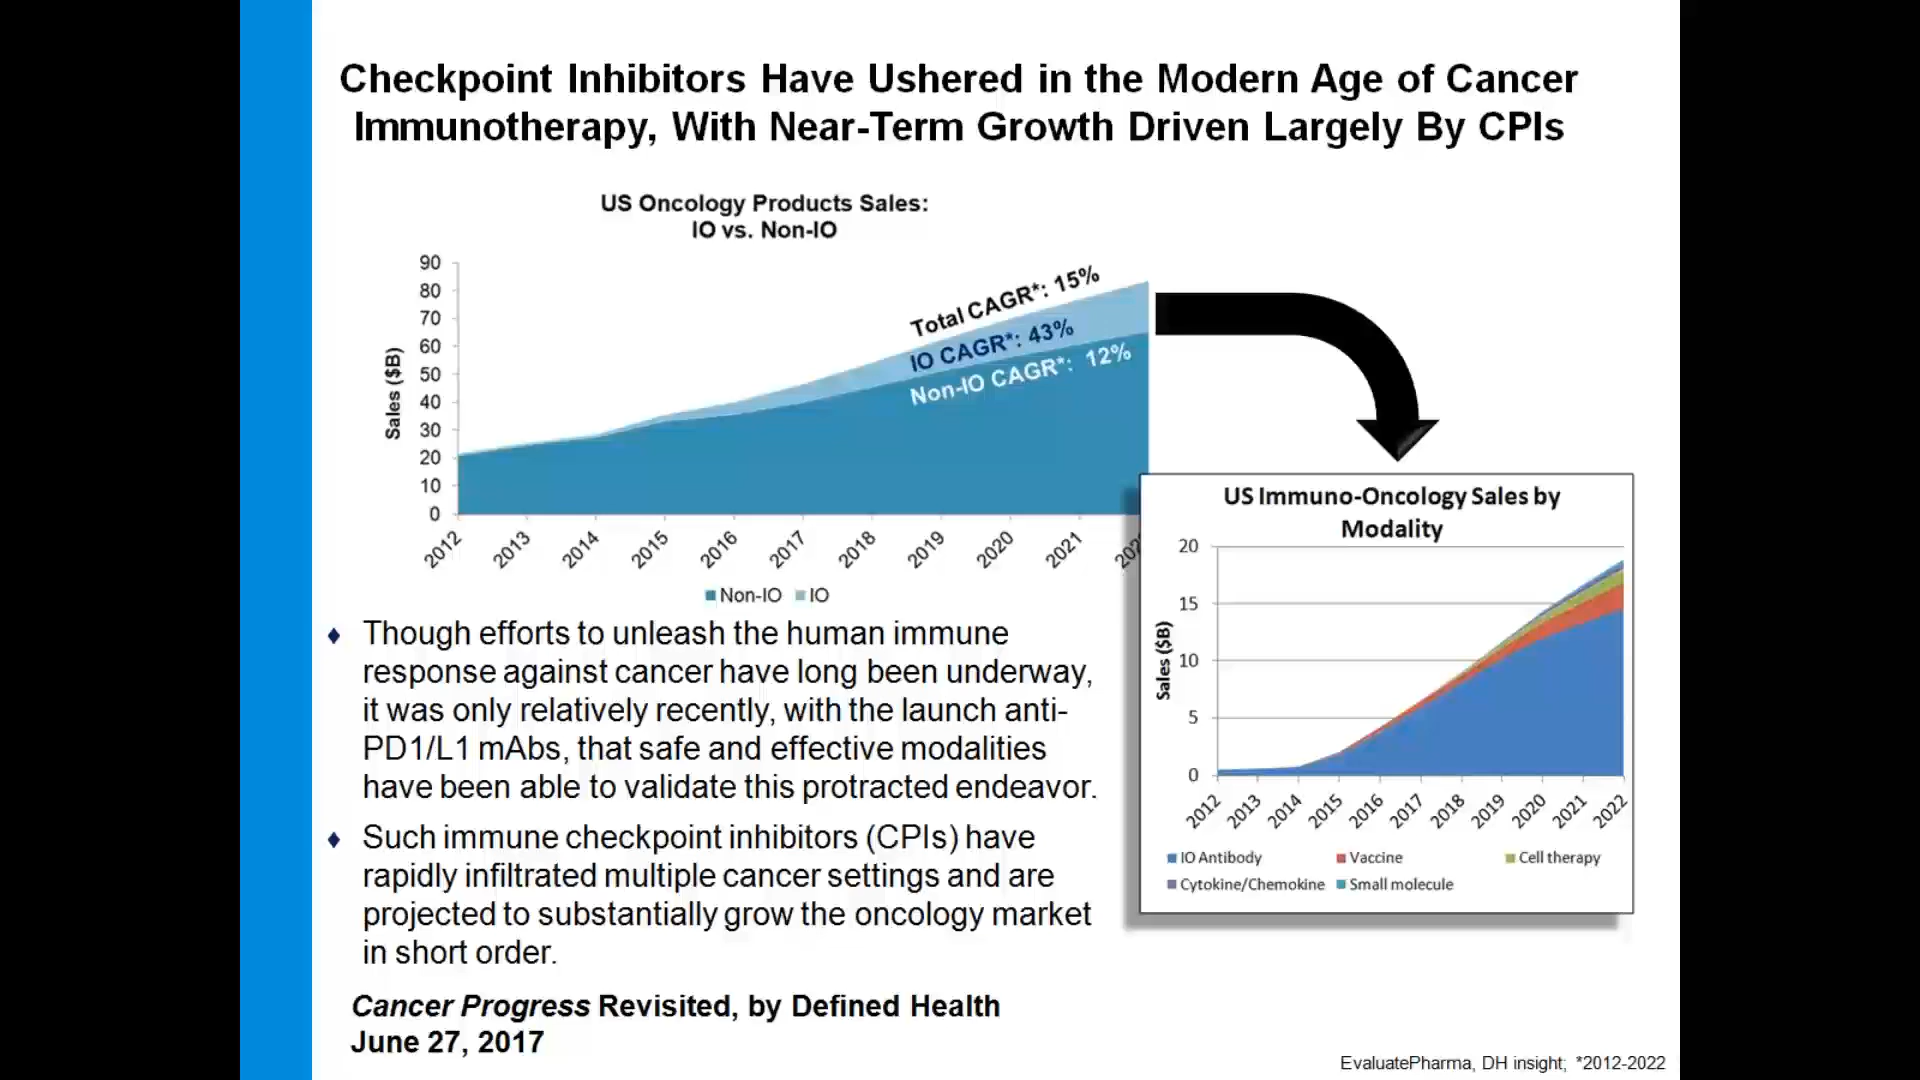 Checkpoint Inhibitors Have Ushered in the Modern Age of Cancer
Immunotherapy, With Near-Term Growth Driven Largely By CPIs
US Oncology Products Sales:
IO vs. Non-IO
Sales ($B)
90
80
70
60
50
40
30
20
10
0
Total CAGR*: 15%
IO CAGR*: 43%
Non-IO CAGR*: 12%
2012
2013
2014
2015
2016
2017
2018
2019
2020
2021
Non-IO IO
US Immuno-Oncology Sales by
Modality
Sales ($B)
20
15
10
5
0
2012
2013
2014
2015
2016
2017
2018
2019
2020
2021
2022
IO Antibody Vaccine Cell therapy
Cytokine/Chemokine Small molecule
♦ Though efforts to unleash the human immune
response against cancer have long been underway,
it was only relatively recently, with the launch anti-
PD1/L1 mAbs, that safe and effective modalities
have been able to validate this protracted endeavor.
♦ Such immune checkpoint inhibitors (CPIs) have
rapidly infiltrated multiple cancer settings and are
projected to substantially grow the oncology market
in short order.
Cancer Progress Revisited, by Defined Health
June 27, 2017
EvaluatePharma, DH insight; *2012-2022